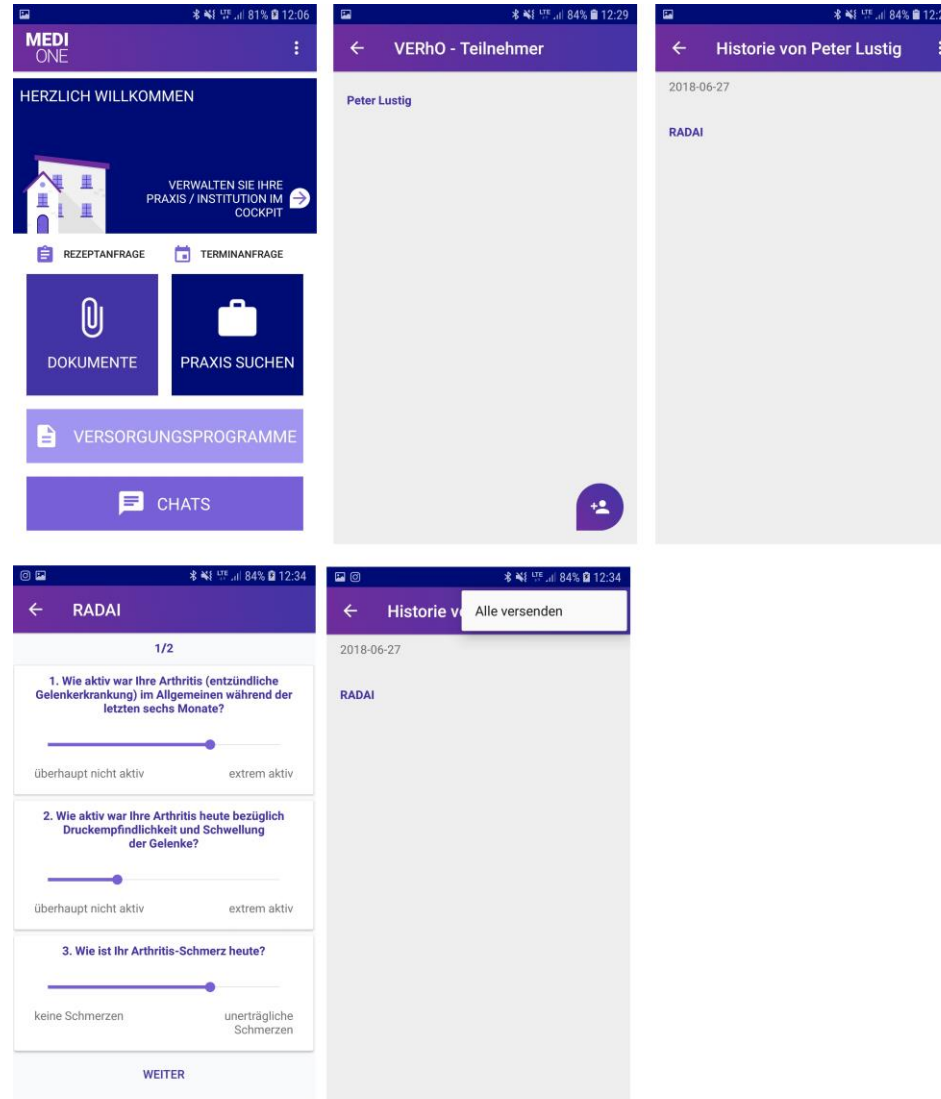 LTE 81% 12:06
MEDI
ONE
HERZLICH WILLKOMMEN
VERWALTEN SIE IHRE
PRAXIS / INSTITUTION IM
COCKPIT
REZEPTANFRAGE
TERMINANFRAGE
DOKUMENTE
PRAXIS SUCHEN
VERSORGUNGSPROGRAMME
CHATS
LTE 84% 12:29
VERhO - Teilnehmer
Peter Lustig
LTE 84%
Historie von Peter Lustig
2018-06-27
RADAI
LTE 84% 12:34
RADAI
1/2
1. Wie aktiv war Ihre Arthritis (entzündliche
Gelenkerkrankung) im Allgemeinen während der
letzten sechs Monate?
überhaupt nicht aktiv extrem aktiv
2. Wie aktiv war Ihre Arthritis heute bezüglich
Druckempfindlichkeit und Schwellung
der Gelenke?
überhaupt nicht aktiv extrem aktiv
3. Wie ist Ihr Arthritis-Schmerz heute?
keine Schmerzen unerträgliche
Schmerzen
WEITER
LTE 84% 12:34
Historie
Alle versenden
2018-06-27
RADAI